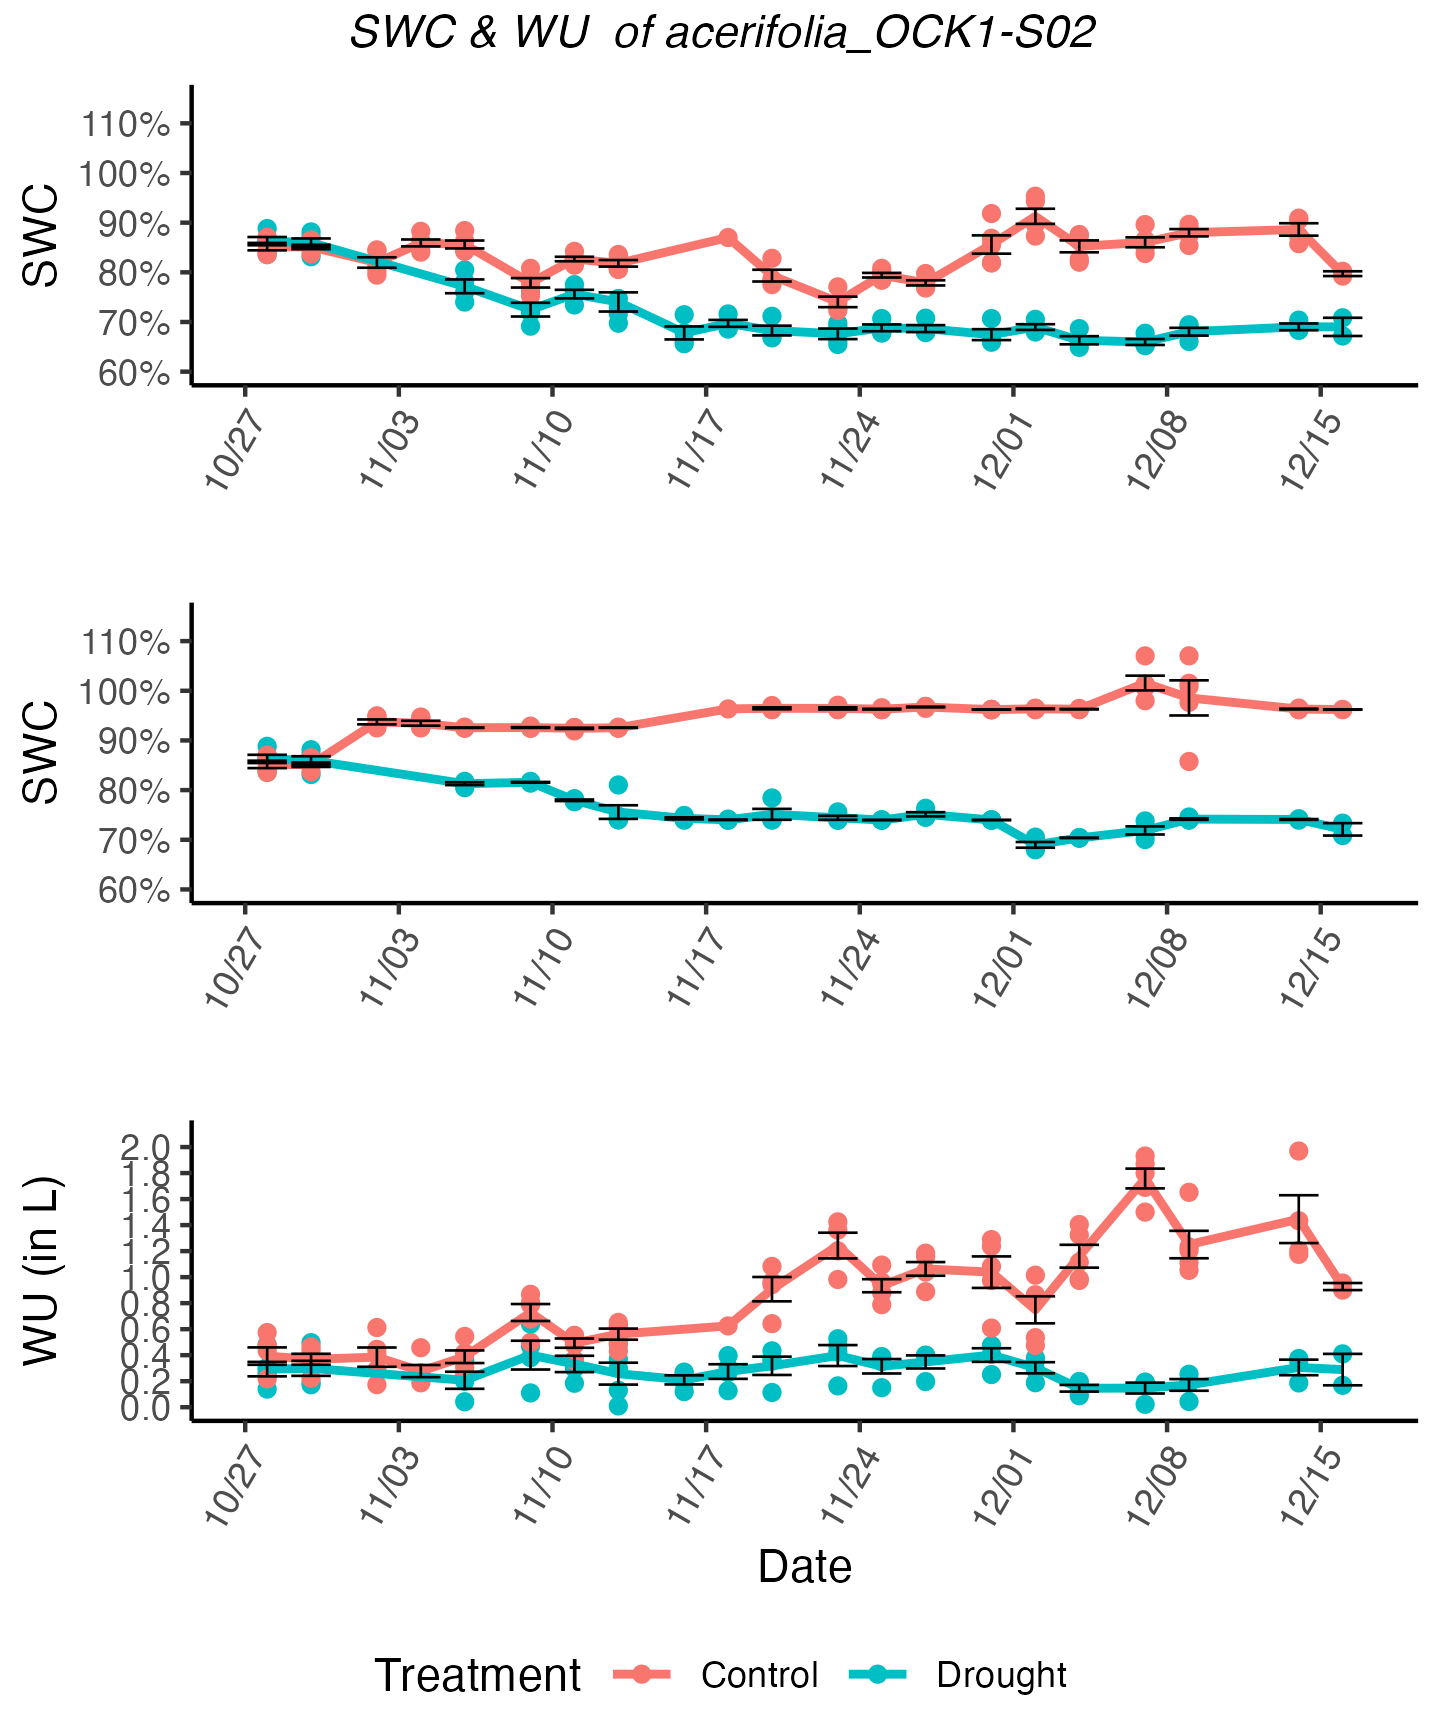 SWC & WU  of acerifolia_OCK1-S02
SWC
110%
100%
90%
80%
70%
60%
10/27 11/03 11/10 11/17 11/24 12/01 12/08 12/15
SWC
110%
100%
90%
80%
70%
60%
10/27 11/03 11/10 11/17 11/24 12/01 12/08 12/15
WU (in L)
2.0
1.8
1.6
1.4
1.2
1.0
0.8
0.6
0.4
0.2
0.0
10/27 11/03 11/10 11/17 11/24 12/01 12/08 12/15
Date
Treatment Control Drought